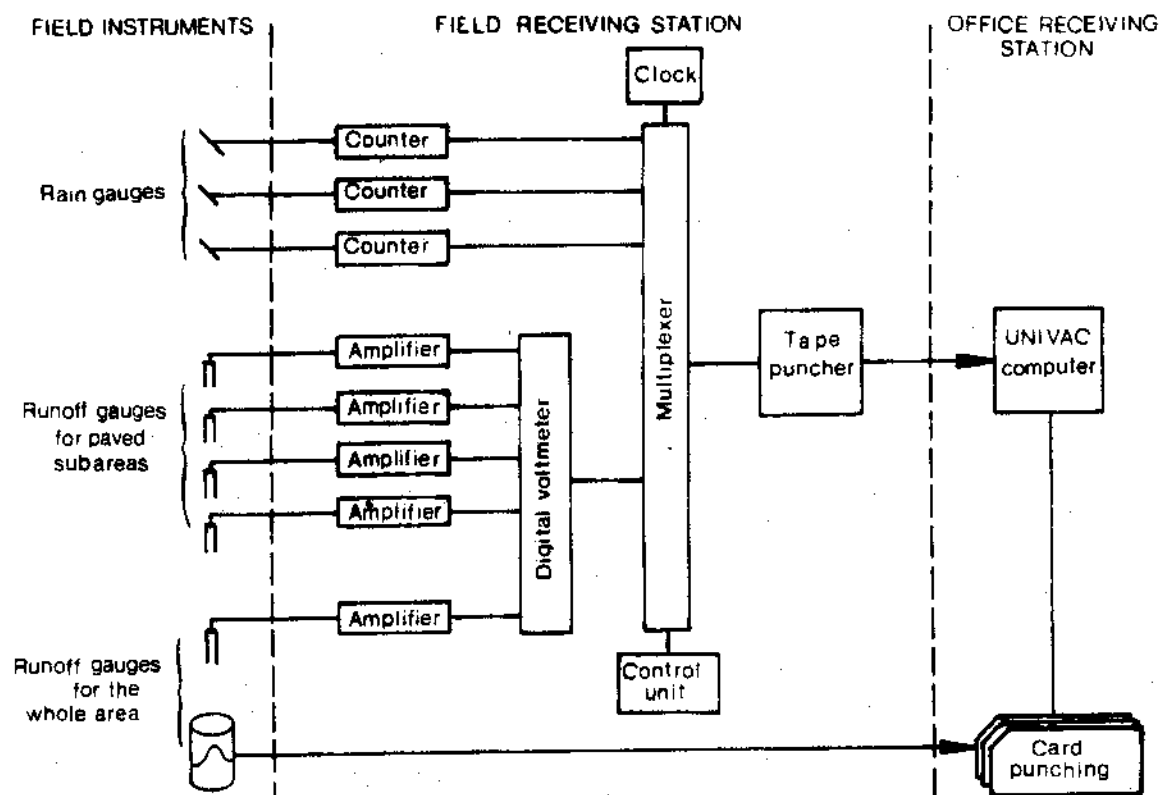 FIELD INSTRUMENTS
FIELD RECEIVING STATION
OFFICE RECEIVING
STATION
Clock
Counter
Counter
Counter
Rain gauges
Amplifier
Amplifier
Amplifier
Amplifier
Amplifier
Runoff gauges
for paved
subareas
Digital voltmeter
Multiplexer
Tape
puncher
UNIVAC
computer
Runoff gauges
for the
whole area
Control
unit
Card
punching